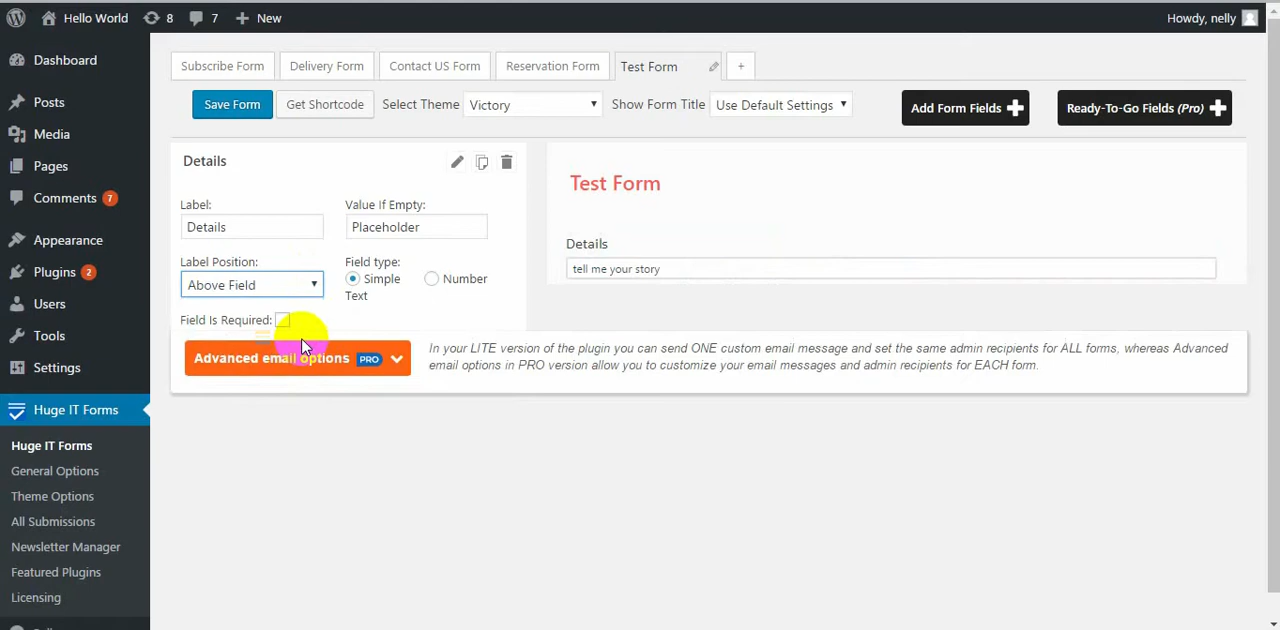 Hello World 8 7 New Howdy, nelly
Dashboard
Posts
Media
Pages
Comments 7
Appearance
Plugins 2
Users
Tools
Settings
Huge IT Forms
Huge IT Forms
General Options
Theme Options
All Submissions
Newsletter Manager
Featured Plugins
Licensing
Subscribe Form Delivery Form Contact US Form Reservation Form Test Form +
Save Form Get Shortcode Select Theme Victory Show Form Title Use Default Settings Add Form Fields Ready-To-Go Fields (Pro)
Details
Label: Value If Empty:
Details Placeholder
Label Position: Field type:
Above Field Simple Number
Text
Field Is Required:
Test Form
Details
tell me your story
Advanced email options PRO
In your LITE version of the plugin you can send ONE custom email message and set the same admin recipients for ALL forms, whereas Advanced
email options in PRO version allow you to customize your email messages and admin recipients for EACH form.